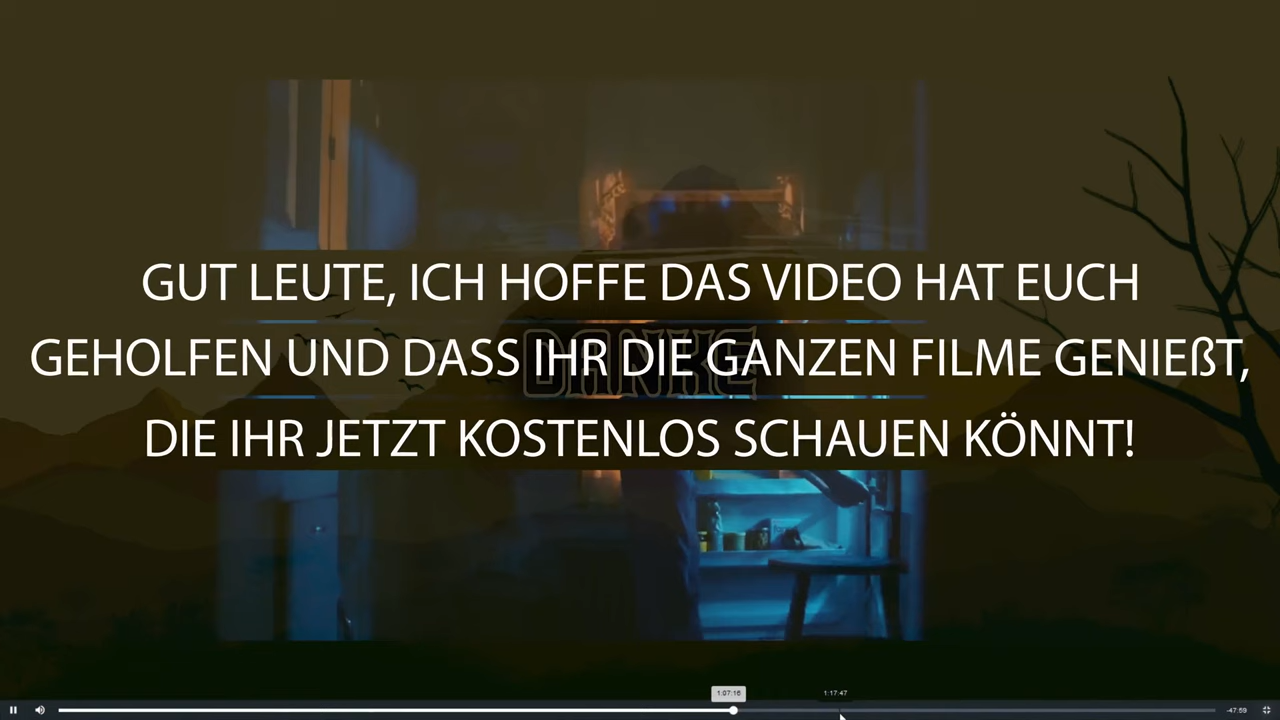 GUT LEUTE, ICH HOFFE DAS VIDEO HAT EUCH
GEHOLFEN UND DASS IHR DIE GANZEN FILME GENIEßT,
DANKE
DIE IHR JETZT KOSTENLOS SCHAUEN KÖNNT!
1:07:16
1:17:47
-47:59